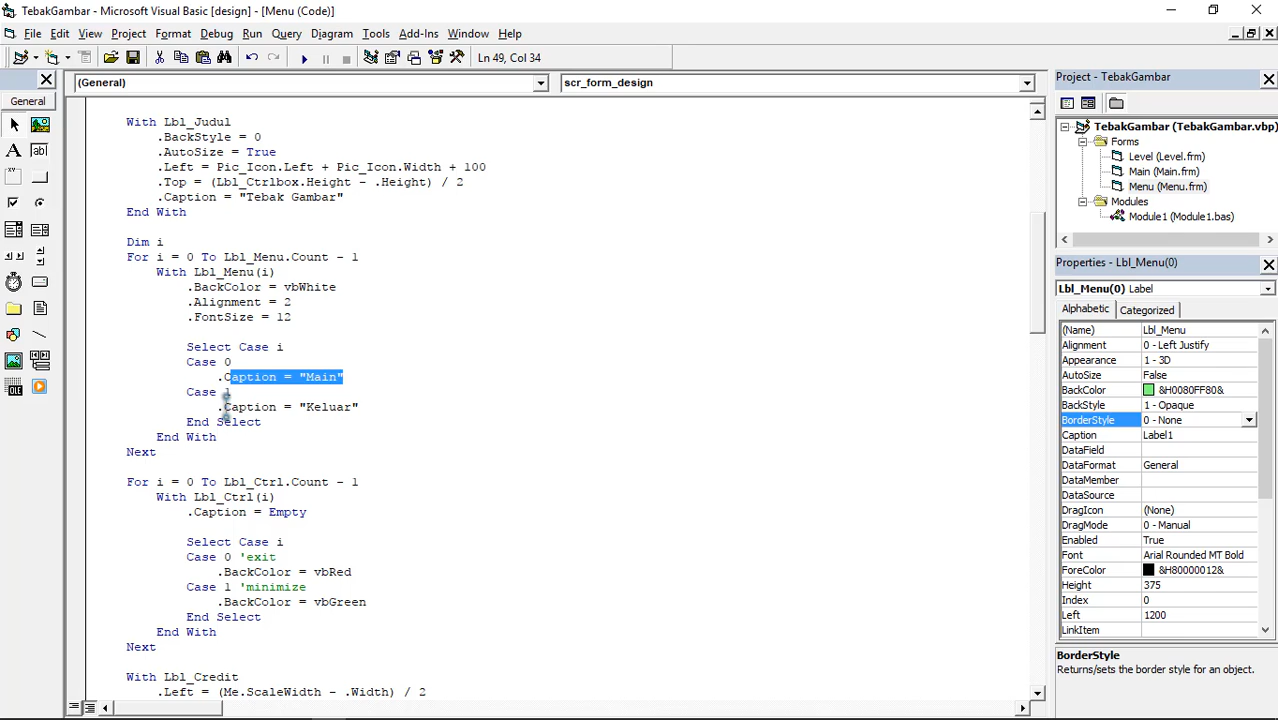 TebakGambar - Microsoft Visual Basic [design] - [Menu (Code)]
File Edit View Project Format Debug Run Query Diagram Tools Add-Ins Window Help
Ln 49, Col 34
General
(General) scr_form_design
With Lbl_Judul
.BackStyle = 0
.AutoSize = True
.Left = Pic_Icon.Left + Pic_Icon.Width + 100
.Top = (Lbl_Ctrlbox.Height - .Height) / 2
.Caption = "Tebak Gambar"
End With
Dim i
For i = 0 To Lbl_Menu.Count - 1
With Lbl_Menu(i)
.BackColor = vbWhite
.Alignment = 2
.FontSize = 12
Select Case i
Case 0
.Caption = "Main"
Case 1
.Caption = "Keluar"
End Select
End With
Next
For i = 0 To Lbl_Ctrl.Count - 1
With Lbl_Ctrl(i)
.Caption = Empty
Select Case i
Case 0 'exit
.BackColor = vbRed
Case 1 'minimize
.BackColor = vbGreen
End Select
End With
Next
With Lbl_Credit
.Left = (Me.ScaleWidth - .Width) / 2
Project - TebakGambar
TebakGambar (TebakGambar.vbp)
Forms
Level (Level.frm)
Main (Main.frm)
Menu (Menu.frm)
Modules
Module1 (Module1.bas)
Properties - Lbl_Menu(0)
Lbl_Menu(0) Label
Alphabetic Categorized
(Name) Lbl_Menu
Alignment 0 - Left Justify
Appearance 1 - 3D
AutoSize False
BackColor &H0080FF80&
BackStyle 1 - Opaque
BorderStyle 0 - None
Caption Label1
DataField
DataFormat General
DataMember
DataSource
DragIcon (None)
DragMode 0 - Manual
Enabled True
Font Arial Rounded MT Bold
ForeColor &H80000012&
Height 375
Index 0
Left 1200
LinkItem
BorderStyle
Returns/sets the border style for an object.